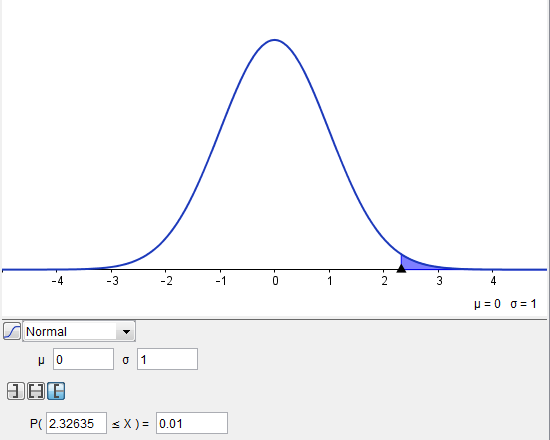 -4 -3 -2 -1 0 1 2 3 4
μ = 0 σ = 1
Normal
μ 0 σ 1
P( 2.32635 ≤ X ) = 0.01